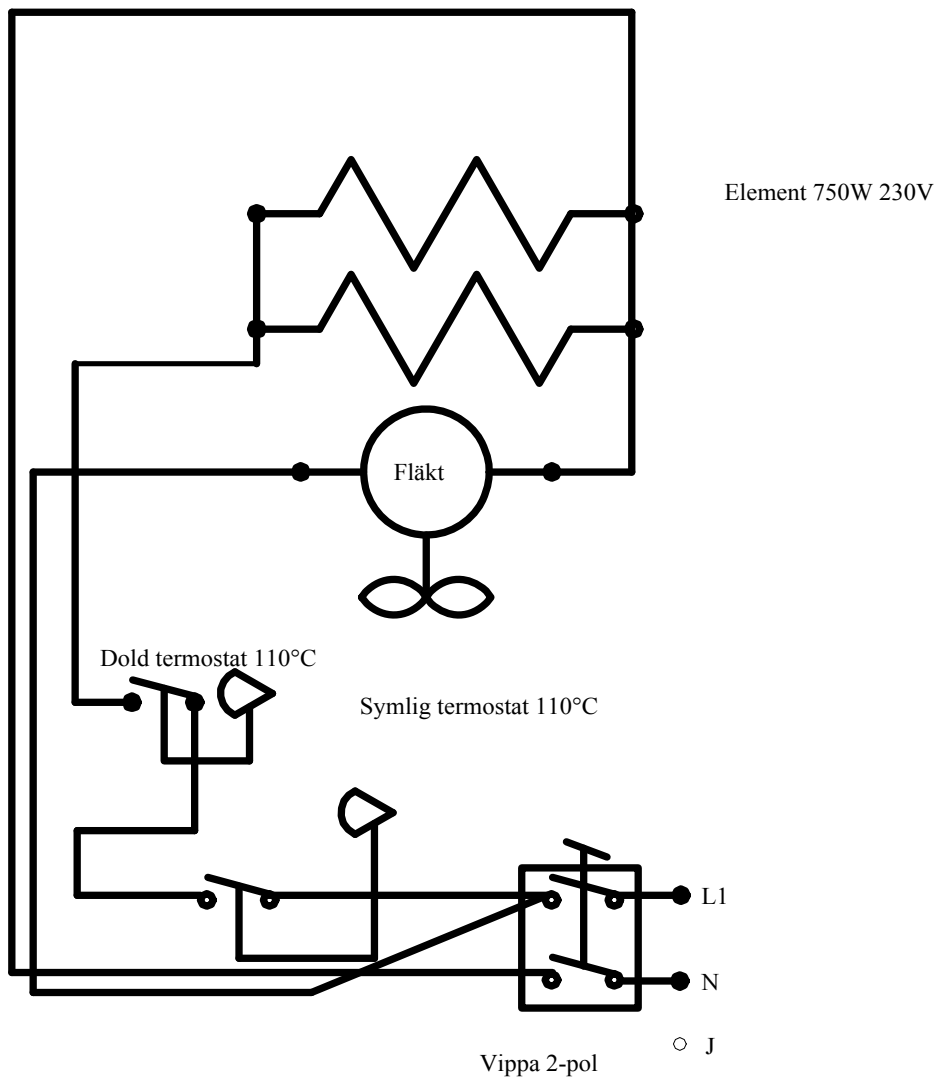 Element 750W 230V
Fläkt
Dold termostat 110°C
Symlig termostat 110°C
L1
N
J
Vippa 2-pol